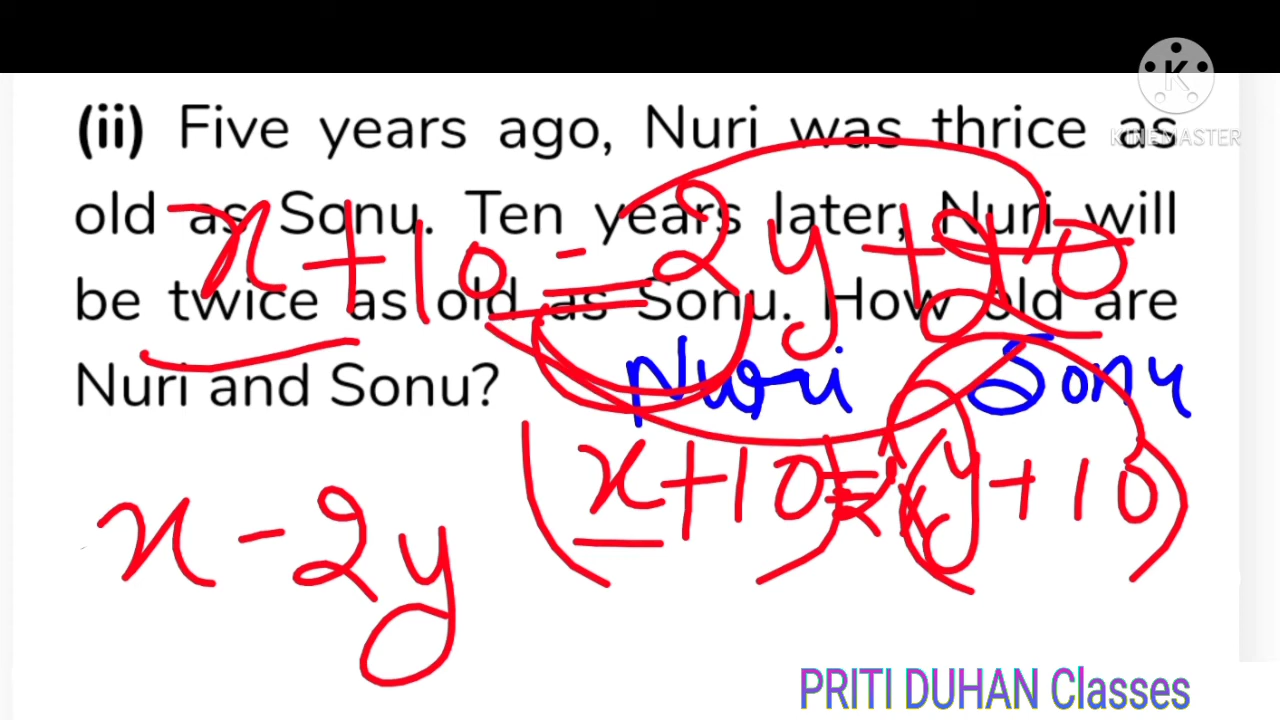 K
KINEMASTER
(ii) Five years ago, Nuri was thrice as
old as Sonu. Ten years later, Nuri will
be twice as old as Sonu. How old are
Nuri and Sonu?
x+10=2y+20
Nuri Sonu
(x+10)=2(y+10)
x-2y
PRITI DUHAN Classes